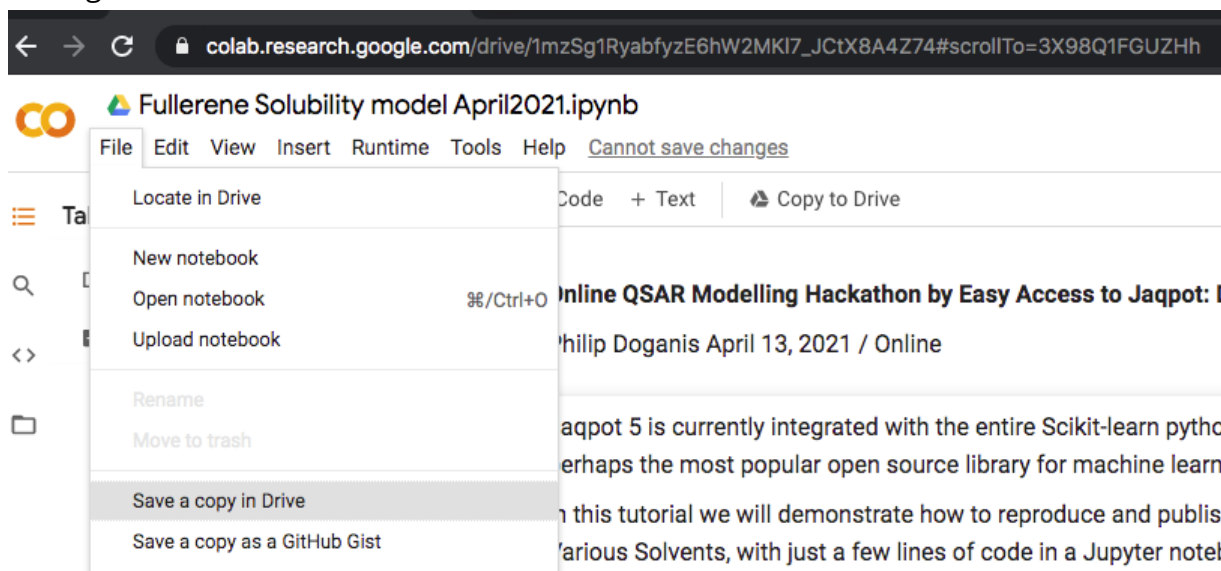 colab.research.google.com/drive/1mzSg1RyabfyzE6hW2MKl7_JCtX8A4Z74#scrollTo=3X98Q1FGUZHh
Fullerene Solubility model April2021.ipynb
File Edit View Insert Runtime Tools Help Cannot save changes
Locate in Drive
Code + Text Copy to Drive
Ta
New notebook
Open notebook ⌘/Ctrl+O
Online QSAR Modelling Hackathon by Easy Access to Jaqpot:
Upload notebook
Philip Doganis April 13, 2021 / Online
Rename
Move to trash
aqpot 5 is currently integrated with the entire Scikit-learn pytho
erhaps the most popular open source library for machine learn
Save a copy in Drive
n this tutorial we will demonstrate how to reproduce and publis
Save a copy as a GitHub Gist
Various Solvents, with just a few lines of code in a Jupyter note